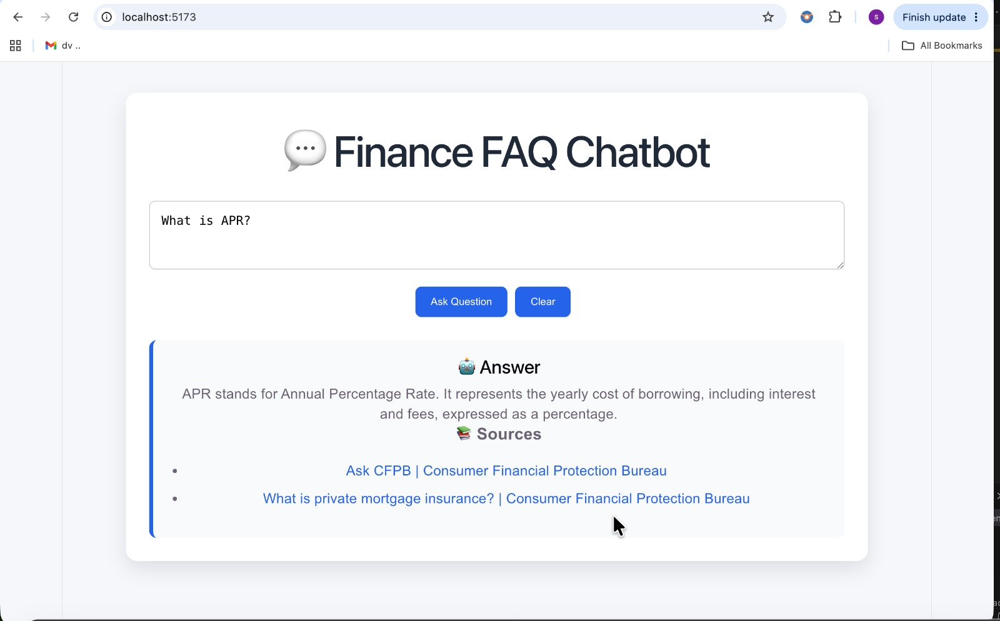 localhost:5173
S
Finish update
dv ..
All Bookmarks
💬 Finance FAQ Chatbot
What is APR?
Ask Question
Clear
🤖 Answer
APR stands for Annual Percentage Rate. It represents the yearly cost of borrowing, including interest
and fees, expressed as a percentage.
📚 Sources
• Ask CFPB | Consumer Financial Protection Bureau
• What is private mortgage insurance? | Consumer Financial Protection Bureau